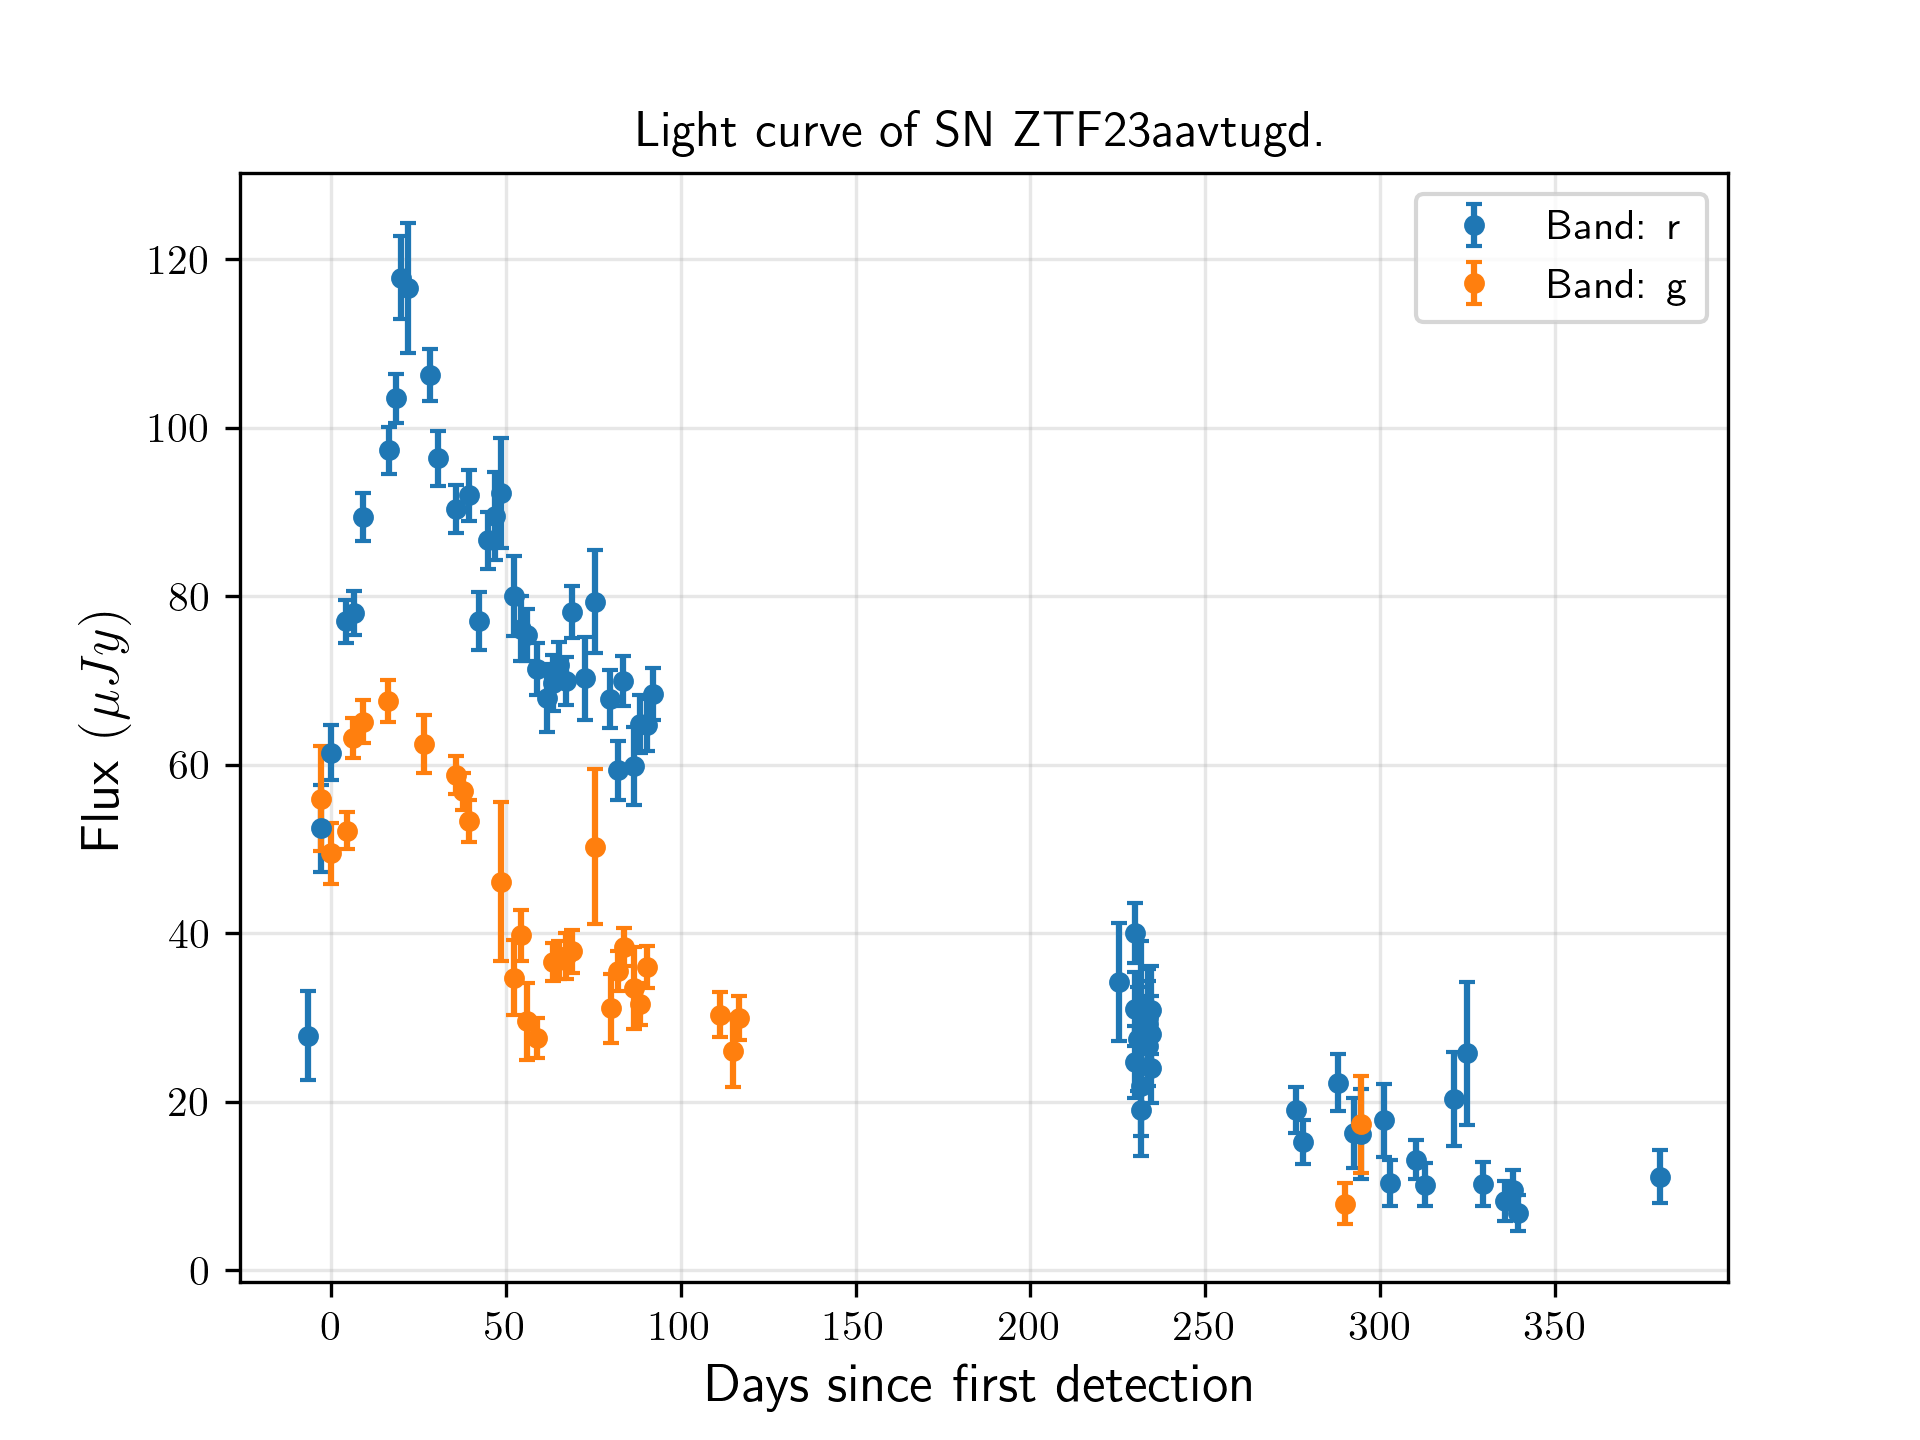 Light curve of SN ZTF23aavtugd.
Band: r
Band: g
120
100
80
60
40
20
0
Flux (μJy)
0 50 100 150 200 250 300 350
Days since first detection